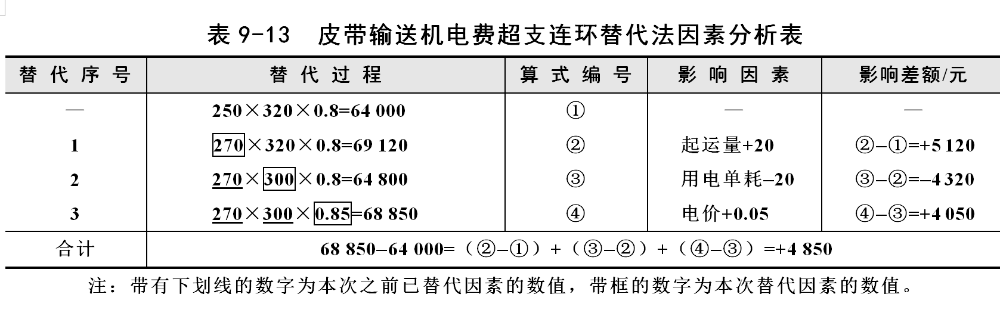 表 9-13 皮带输送机电费超支连环替代法因素分析表
替代序号 替代过程 算式编号 影响因素 影响差额/元
— 250×320×0.8=64 000 ① — —
1 270×320×0.8=69 120 ② 起运量+20 ②–①=+5 120
2 270×300×0.8=64 800 ③ 用电单耗–20 ③–②=–4 320
3 270×300×0.85=68 850 ④ 电价+0.05 ④–③=+4 050
合计 68 850–64 000=（②–①）+（③–②）+（④–③）=+4 850
注：带有下划线的数字为本次之前已替代因素的数值，带框的数字为本次替代因素的数值。